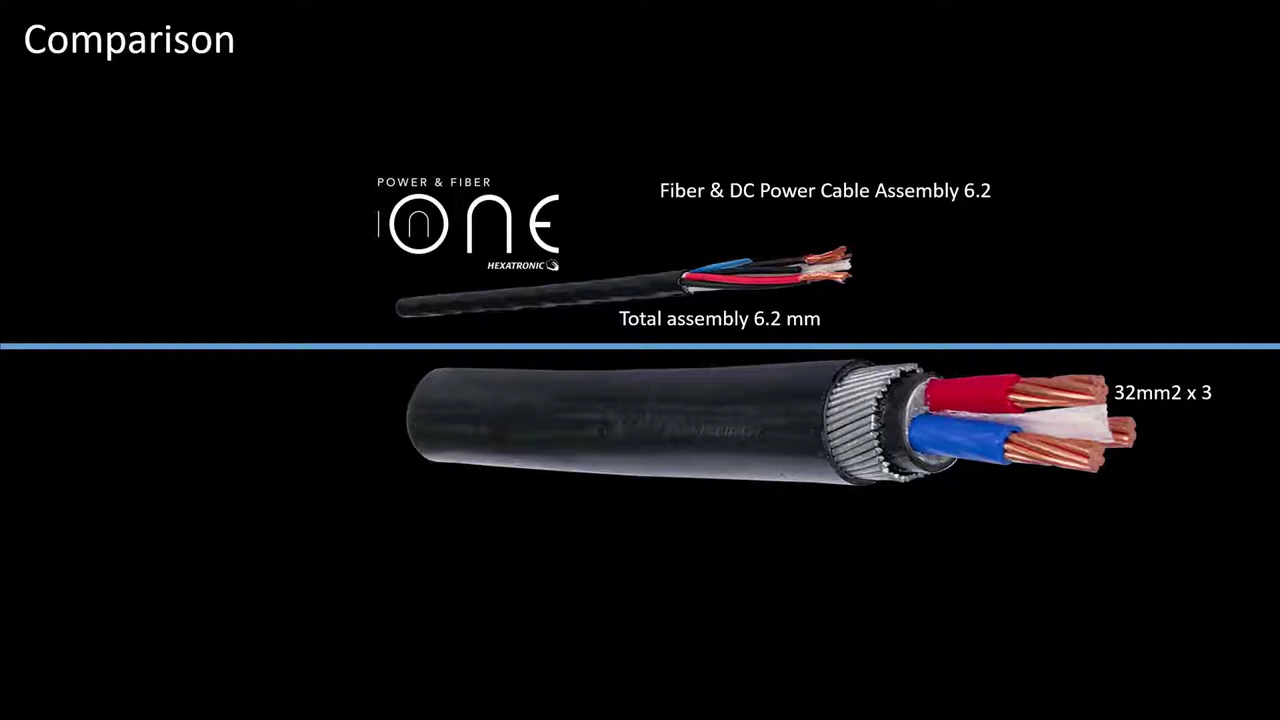 Comparison
POWER & FIBER
in ONE
HEXATRONIC
Fiber & DC Power Cable Assembly 6.2
Total assembly 6.2 mm
32mm2 x 3